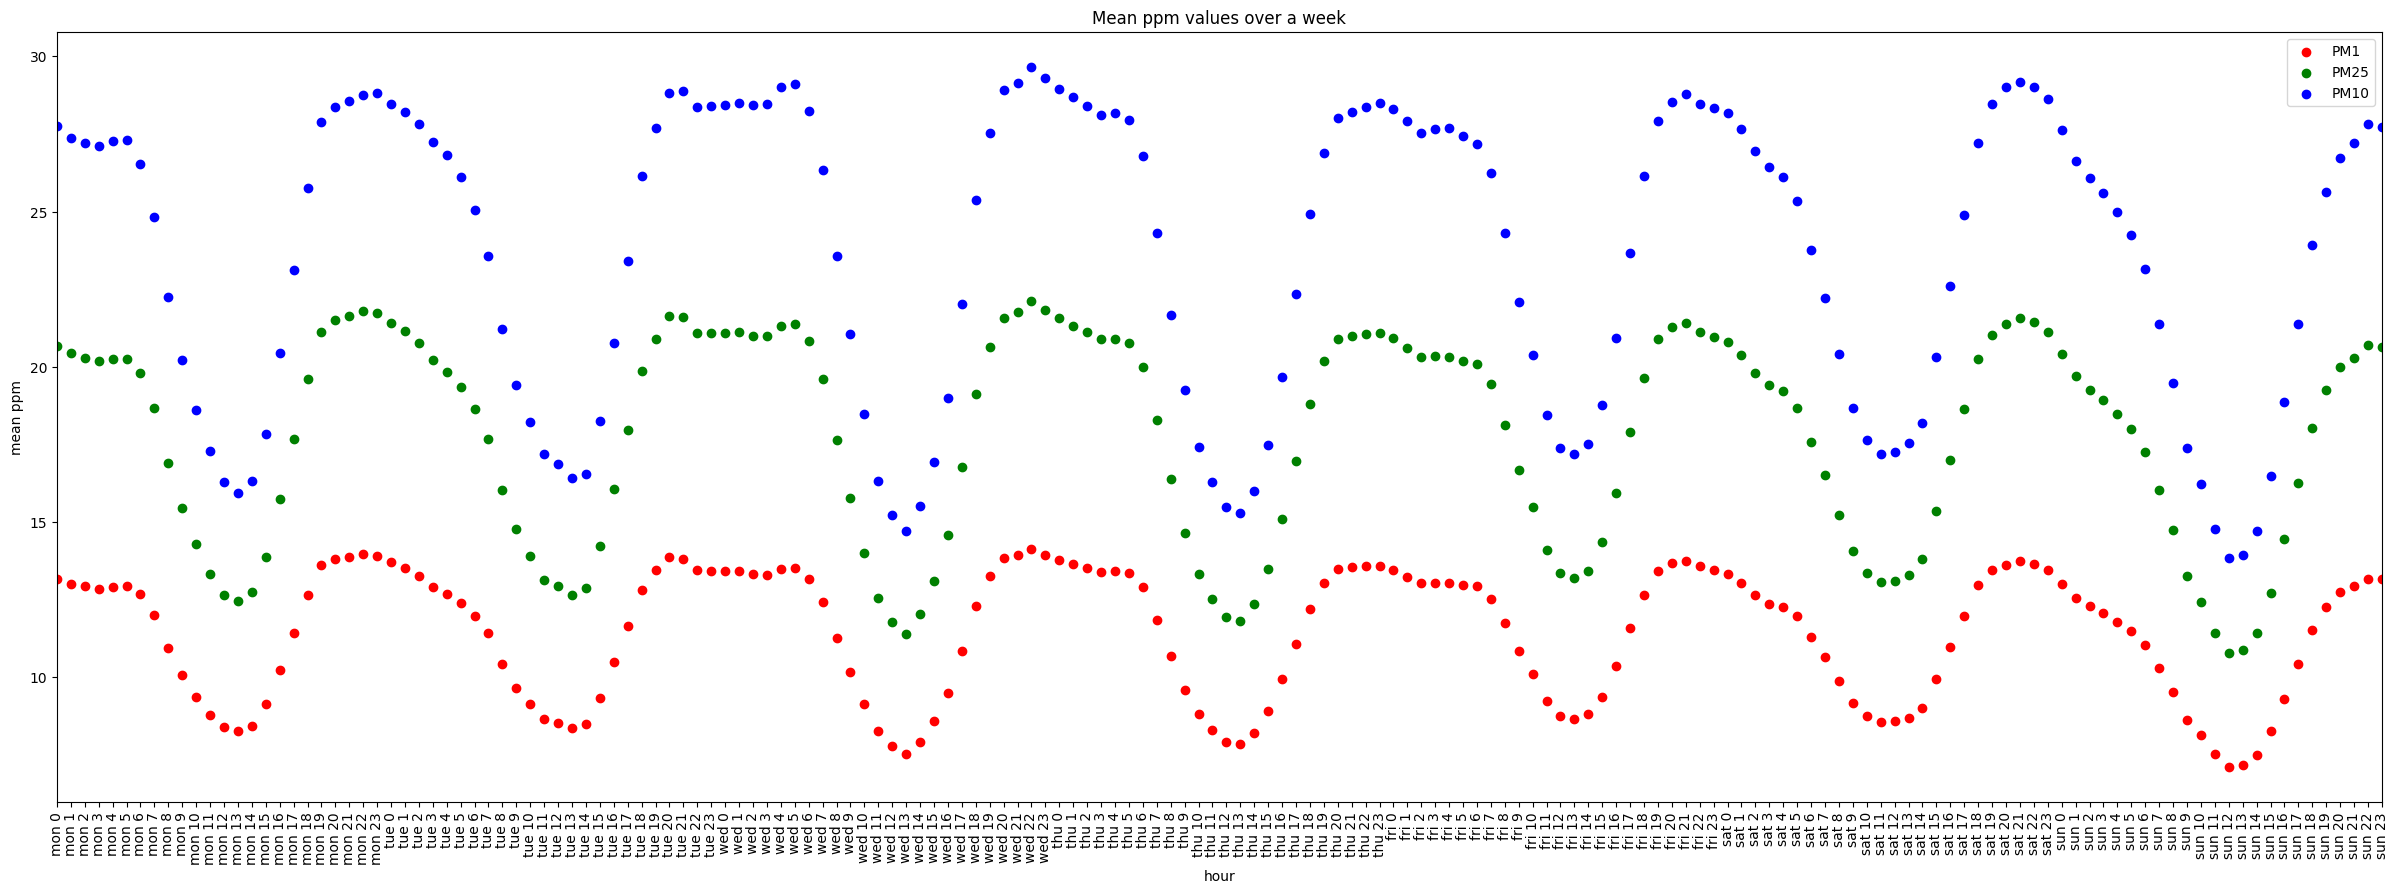 Mean ppm values over a week
PM1
PM25
PM10
mean ppm
30
25
20
15
10
mon 0
mon 1
mon 2
mon 3
mon 4
mon 5
mon 6
mon 7
mon 8
mon 9
mon 10
mon 11
mon 12
mon 13
mon 14
mon 15
mon 16
mon 17
mon 18
mon 19
mon 20
mon 21
mon 22
mon 23
tue 0
tue 1
tue 2
tue 3
tue 4
tue 5
tue 6
tue 7
tue 8
tue 9
tue 10
tue 11
tue 12
tue 13
tue 14
tue 15
tue 16
tue 17
tue 18
tue 19
tue 20
tue 21
tue 22
tue 23
wed 0
wed 1
wed 2
wed 3
wed 4
wed 5
wed 6
wed 7
wed 8
wed 9
wed 10
wed 11
wed 12
wed 13
wed 14
wed 15
wed 16
wed 17
wed 18
wed 19
wed 20
wed 21
wed 22
wed 23
thu 0
thu 1
thu 2
thu 3
thu 4
thu 5
thu 6
thu 7
thu 8
thu 9
thu 10
thu 11
thu 12
thu 13
thu 14
thu 15
thu 16
thu 17
thu 18
thu 19
thu 20
thu 21
thu 22
thu 23
fri 0
fri 1
fri 2
fri 3
fri 4
fri 5
fri 6
fri 7
fri 8
fri 9
fri 10
fri 11
fri 12
fri 13
fri 14
fri 15
fri 16
fri 17
fri 18
fri 19
fri 20
fri 21
fri 22
fri 23
sat 0
sat 1
sat 2
sat 3
sat 4
sat 5
sat 6
sat 7
sat 8
sat 9
sat 10
sat 11
sat 12
sat 13
sat 14
sat 15
sat 16
sat 17
sat 18
sat 19
sat 20
sat 21
sat 22
sat 23
sun 0
sun 1
sun 2
sun 3
sun 4
sun 5
sun 6
sun 7
sun 8
sun 9
sun 10
sun 11
sun 12
sun 13
sun 14
sun 15
sun 16
sun 17
sun 18
sun 19
sun 20
sun 21
sun 22
sun 23
hour